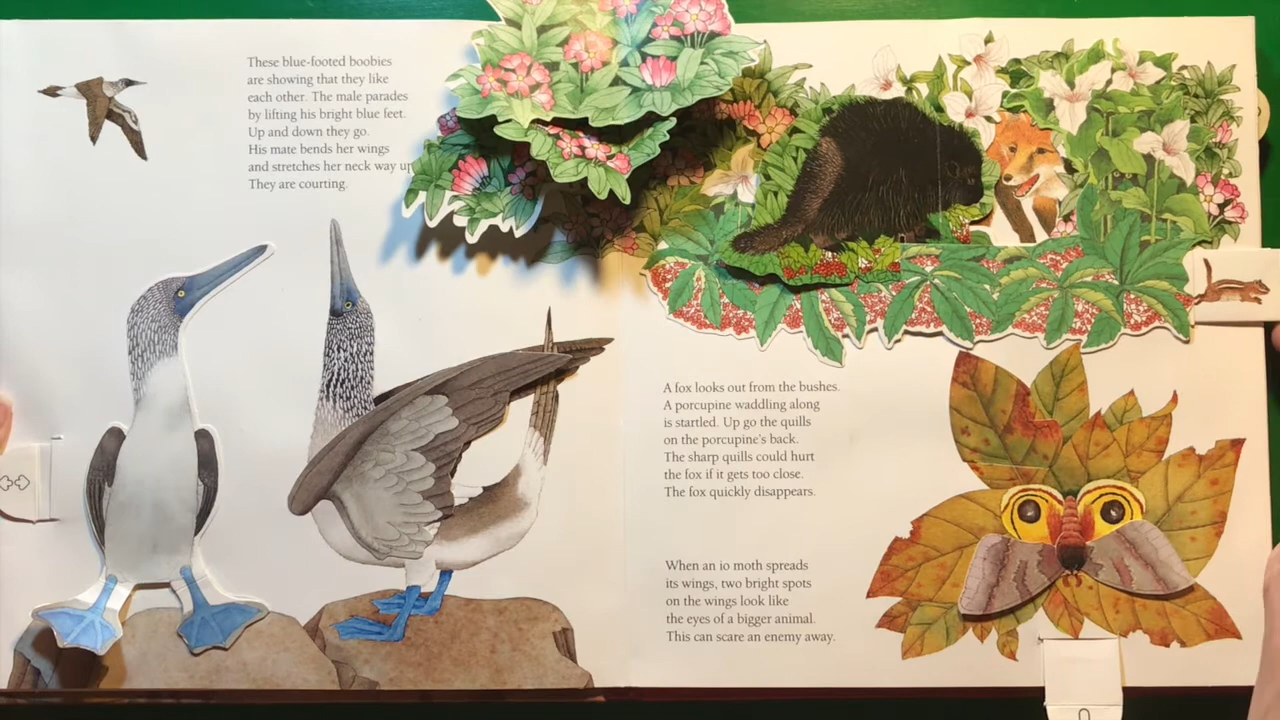 These blue-footed boobies
are showing that they like
each other. The male parades
by lifting his bright blue feet.
Up and down they go.
His mate bends her wings
and stretches her neck way up
They are courting.
A fox looks out from the bushes.
A porcupine waddling along
is startled. Up go the quills
on the porcupine's back.
The sharp quills could hurt
the fox if it gets too close.
The fox quickly disappears.
When an io moth spreads
its wings, two bright spots
on the wings look like
the eyes of a bigger animal.
This can scare an enemy away.